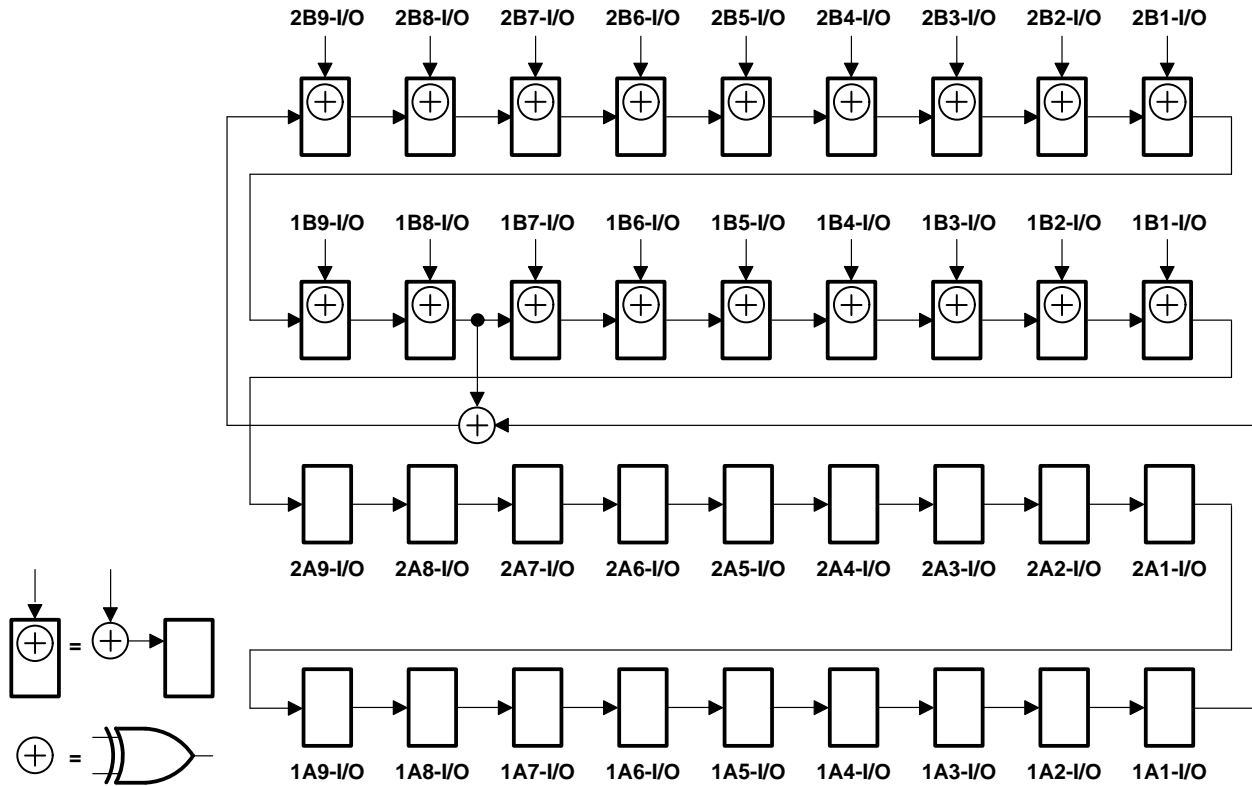 2B9-I/O 2B8-I/O 2B7-I/O 2B6-I/O 2B5-I/O 2B4-I/O 2B3-I/O 2B2-I/O 2B1-I/O
1B9-I/O 1B8-I/O 1B7-I/O 1B6-I/O 1B5-I/O 1B4-I/O 1B3-I/O 1B2-I/O 1B1-I/O
2A9-I/O 2A8-I/O 2A7-I/O 2A6-I/O 2A5-I/O 2A4-I/O 2A3-I/O 2A2-I/O 2A1-I/O
=
=
1A9-I/O 1A8-I/O 1A7-I/O 1A6-I/O 1A5-I/O 1A4-I/O 1A3-I/O 1A2-I/O 1A1-I/O